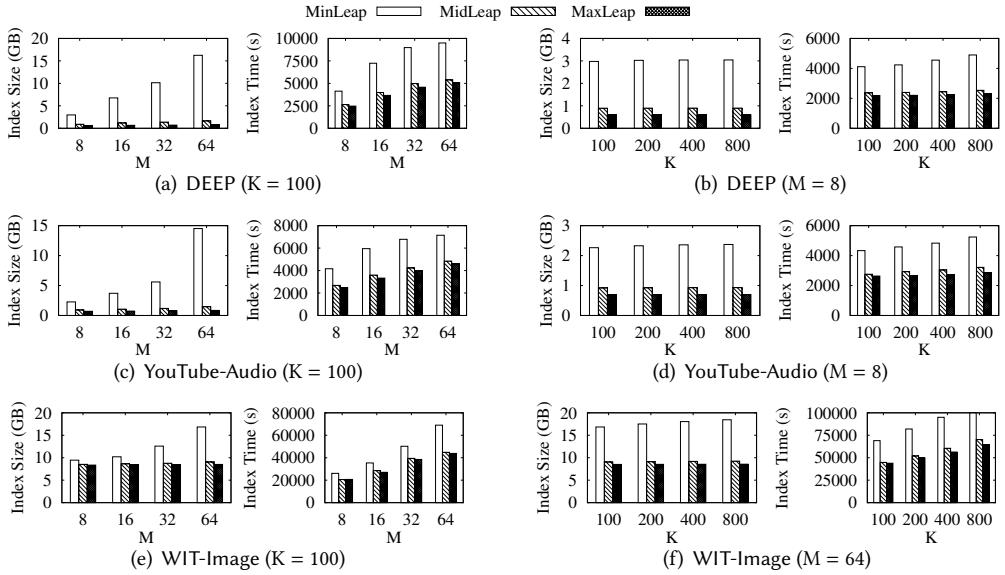 MinLeap MidLeap MaxLeap
Index Size (GB)
20
15
10
5
0
8 16 32 64
M
Index Time (s)
10000
7500
5000
2500
0
8 16 32 64
M
(a) DEEP (K = 100)
Index Size (GB)
4
3
2
1
0
100 200 400 800
K
Index Time (s)
6000
4000
2000
0
100 200 400 800
K
(b) DEEP (M = 8)
Index Size (GB)
15
10
5
0
8 16 32 64
M
Index Time (s)
8000
6000
4000
2000
0
8 16 32 64
M
(c) YouTube-Audio (K = 100)
Index Size (GB)
3
2
1
0
100 200 400 800
K
Index Time (s)
6000
4000
2000
0
100 200 400 800
K
(d) YouTube-Audio (M = 8)
Index Size (GB)
20
15
10
5
0
8 16 32 64
M
Index Time (s)
80000
60000
40000
20000
0
8 16 32 64
M
(e) WIT-Image (K = 100)
Index Size (GB)
20
15
10
5
0
100 200 400 800
K
Index Time (s)
100000
75000
50000
25000
0
100 200 400 800
K
(f) WIT-Image (M = 64)